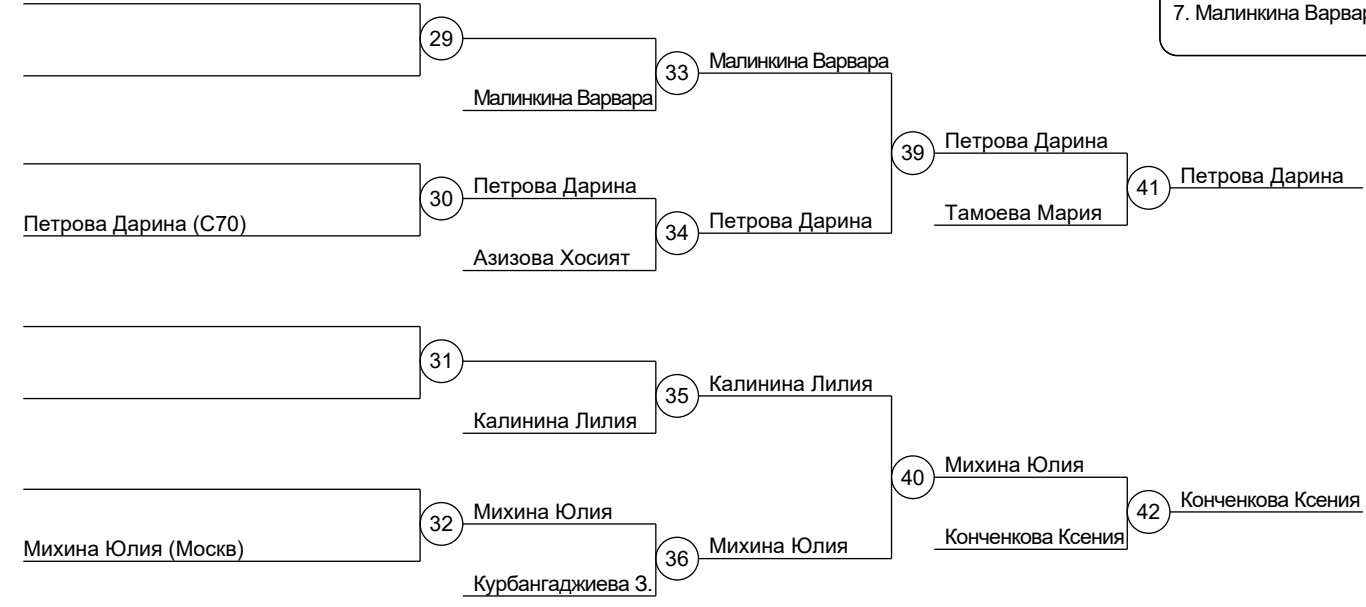 7. Малинкина Варвар
29
Малинкина Варвара
33
Малинкина Варвара
Петрова Дарина (С70)
30
Петрова Дарина
Азизова Хосият
34
Петрова Дарина
39
Петрова Дарина
Тамоева Мария
41
Петрова Дарина
31
Калинина Лилия
35
Калинина Лилия
Михина Юлия (Москв)
32
Михина Юлия
Курбангаджиева З.
36
Михина Юлия
40
Михина Юлия
Конченкова Ксения
42
Конченкова Ксения